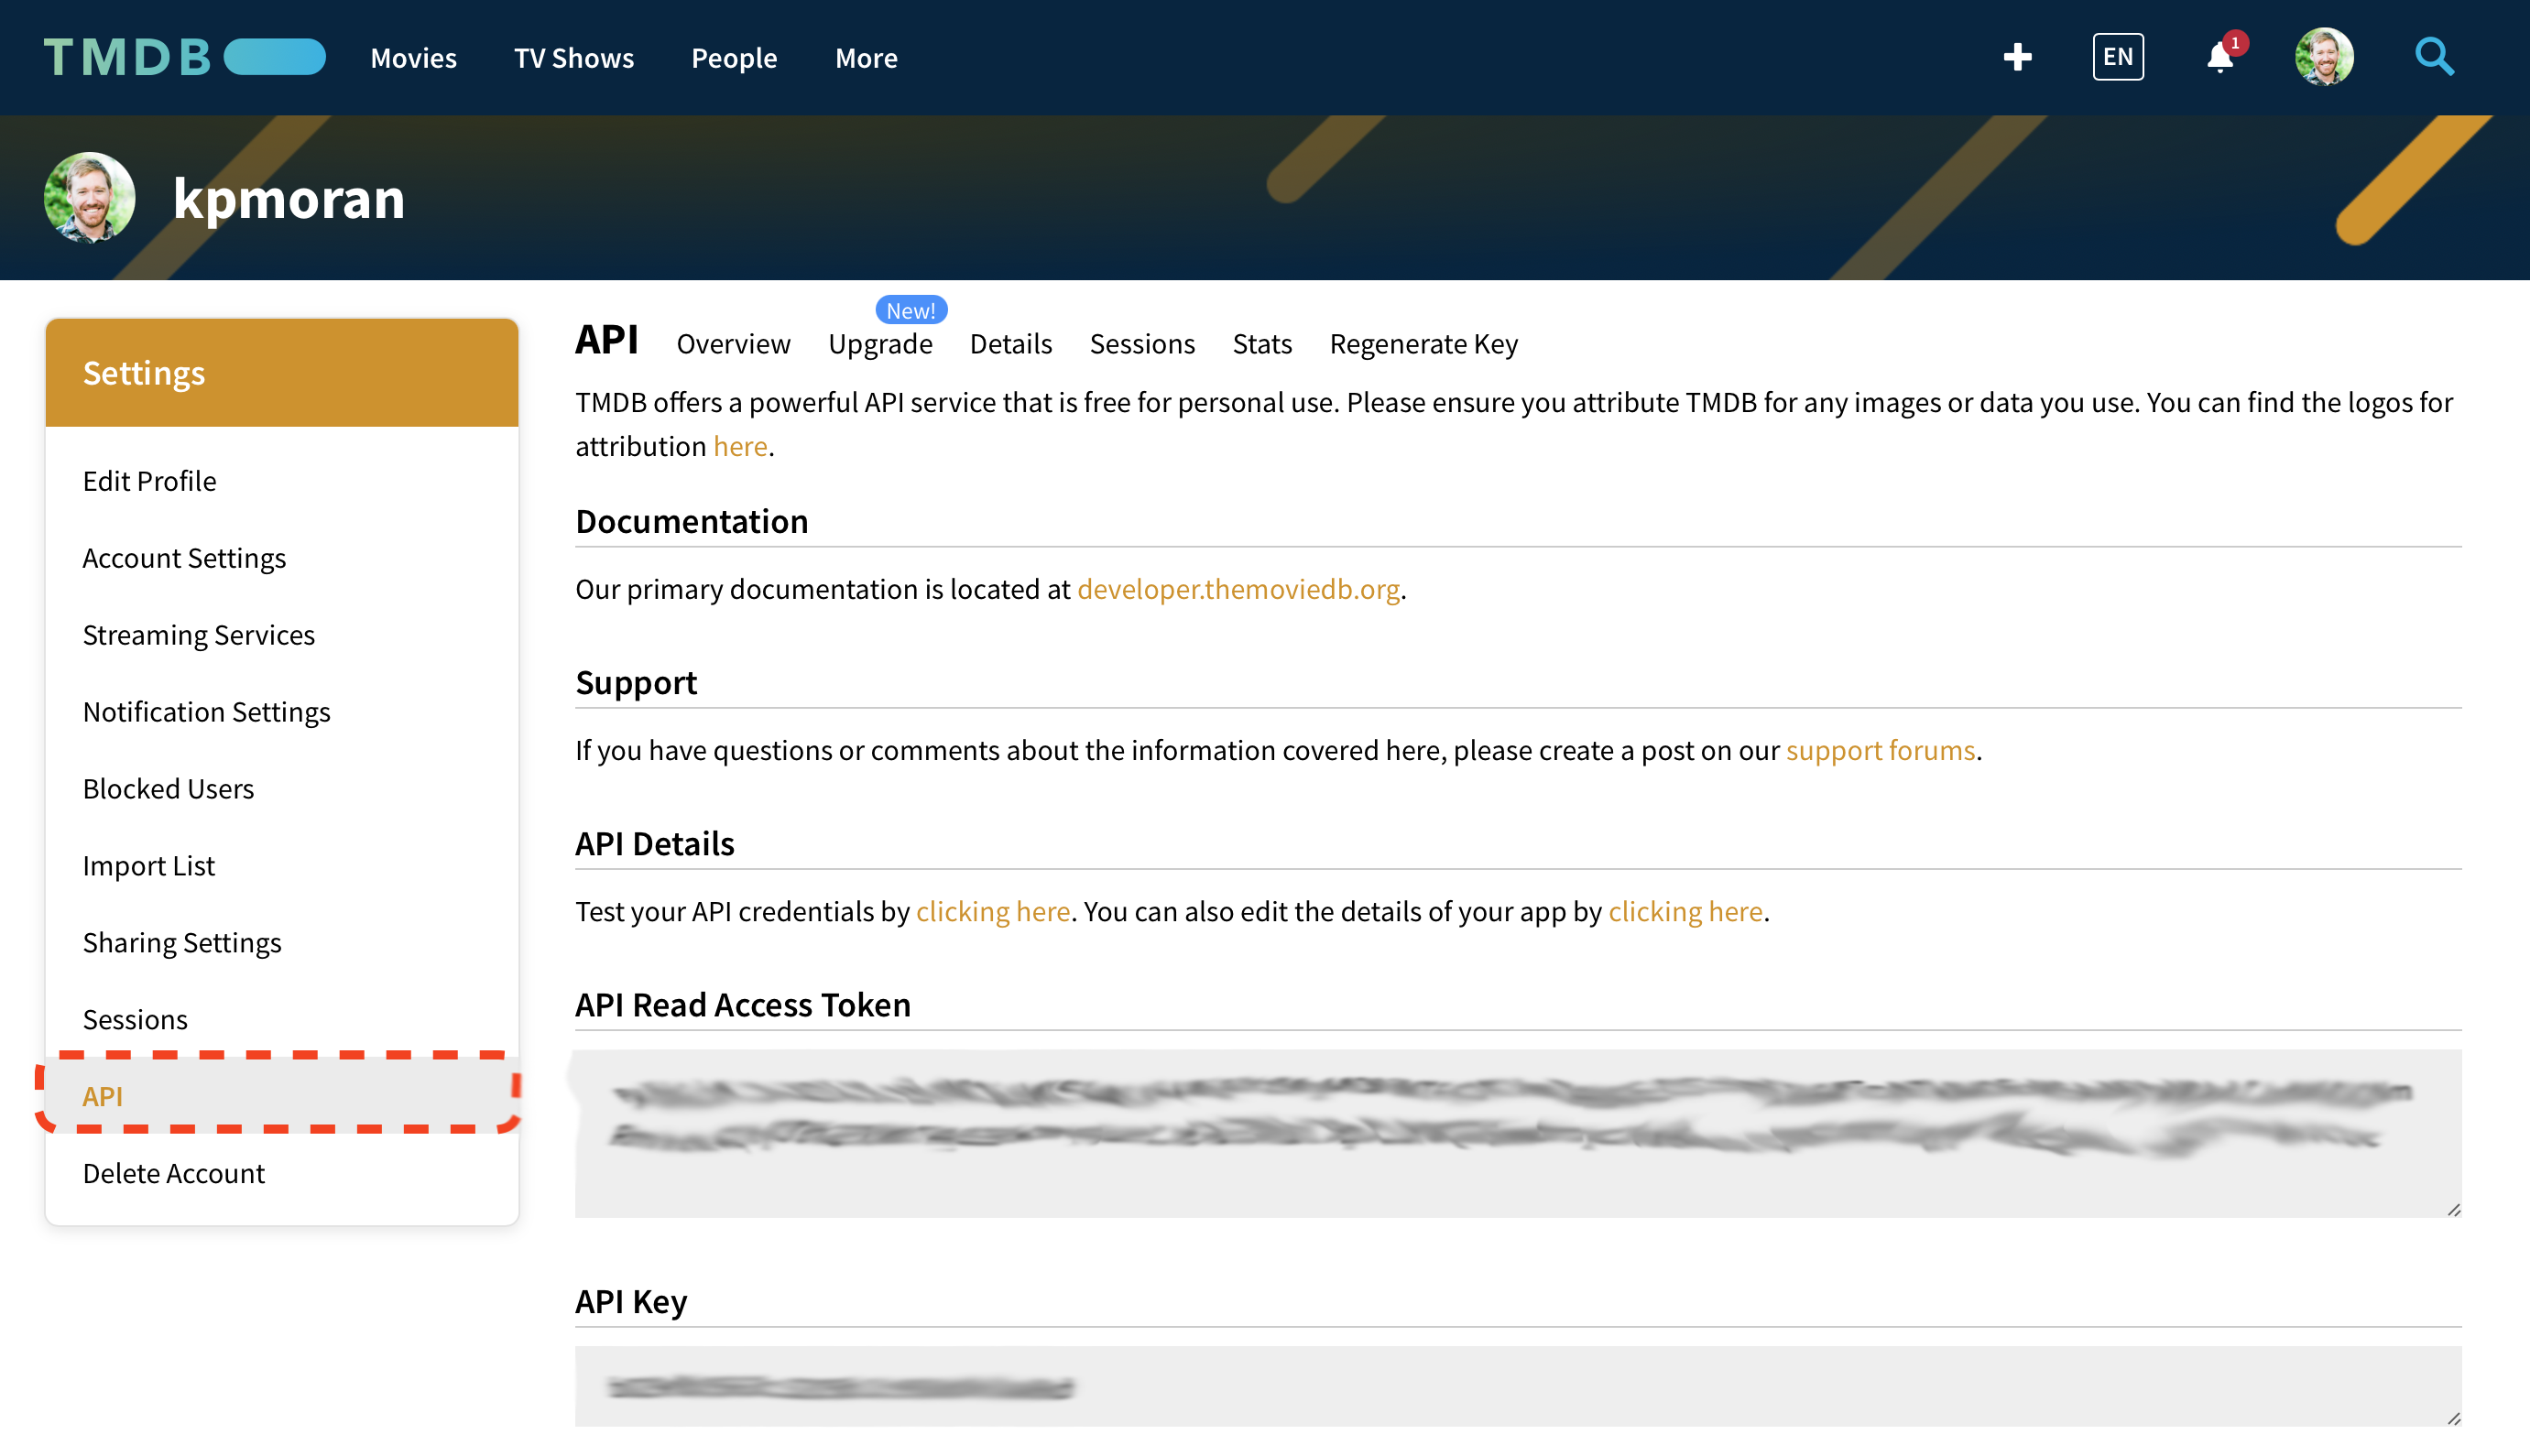 TMDB
Movies
TV Shows
People
More
EN
1
kpmoran
Settings
Edit Profile
Account Settings
Streaming Services
Notification Settings
Blocked Users
Import List
Sharing Settings
Sessions
API
Delete Account
New!
API Overview Upgrade Details Sessions Stats Regenerate Key
TMDB offers a powerful API service that is free for personal use. Please ensure you attribute TMDB for any images or data you use. You can find the logos for
attribution here.
Documentation
Our primary documentation is located at developer.themoviedb.org.
Support
If you have questions or comments about the information covered here, please create a post on our support forums.
API Details
Test your API credentials by clicking here. You can also edit the details of your app by clicking here.
API Read Access Token
API Key